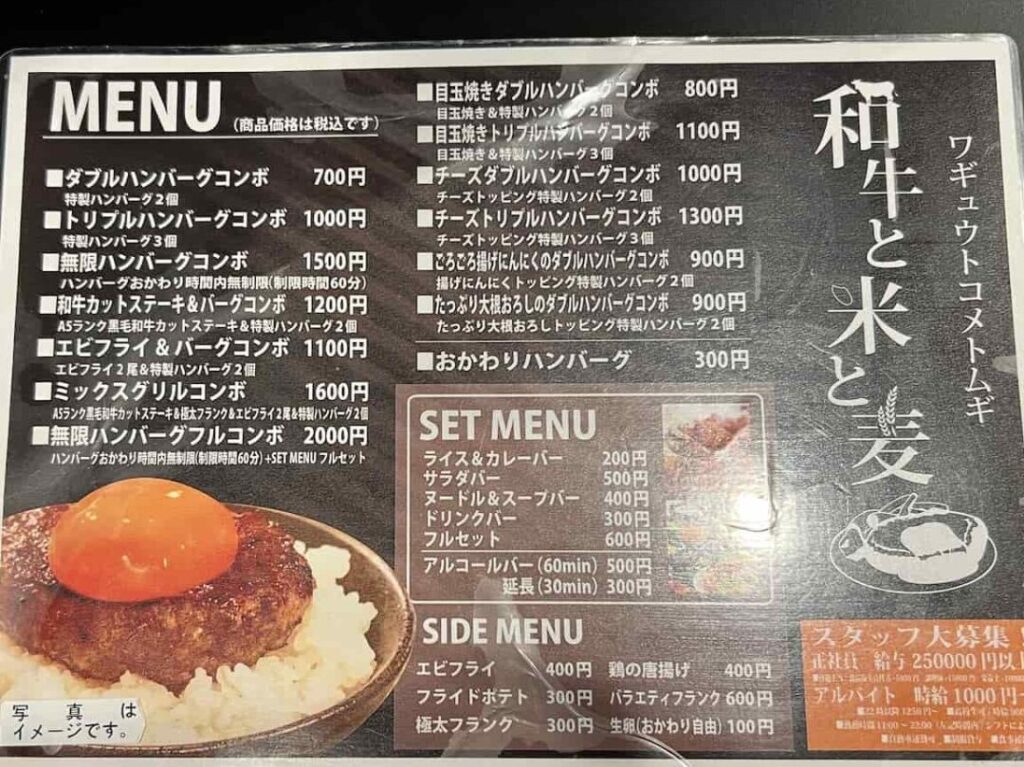 MENU (商品価格は税込です)
■ダブルハンバーグコンボ 700円
特製ハンバーグ2個
■トリプルハンバーグコンボ 1000円
特製ハンバーグ3個
■無限ハンバーグコンボ 1500円
ハンバーグおかわり時間内無制限(制限時間60分)
■和牛カットステーキ&バーグコンボ 1200円
A5ランク黒毛和牛カットステーキ&特製ハンバーグ2個
■エビフライ&バーグコンボ 1100円
エビフライ2尾&特製ハンバーグ2個
■ミックスグリルコンボ 1600円
A5ランク黒毛和牛カットステーキ&極太フランク&エビフライ2尾&特製ハンバーグ2個
■無限ハンバーグフルコンボ 2000円
ハンバーグおかわり時間内無制限(制限時間60分)+SET MENU フルセット
写真は
イメージです。
■目玉焼きダブルハンバーグコンボ 800円
目玉焼き&特製ハンバーグ2個
■目玉焼きトリプルハンバーグコンボ 1100円
目玉焼き&特製ハンバーグ3個
■チーズダブルハンバーグコンボ 1000円
チーズトッピング特製ハンバーグ2個
■チーズトリプルハンバーグコンボ 1300円
チーズトッピング特製ハンバーグ3個
■ごろごろ揚げにんにくのダブルハンバーグコンボ 900円
揚げにんにくトッピング特製ハンバーグ2個
■たっぷり大根おろしのダブルハンバーグコンボ 900円
たっぷり大根おろしトッピング特製ハンバーグ2個
■おかわりハンバーグ 300円
SET MENU
ライス&カレーバー 200円
サラダバー 500円
ヌードル&スープバー 400円
ドリンクバー 300円
フルセット 600円
アルコールバー(60min) 500円
延長(30min) 300円
SIDE MENU
エビフライ 400円 鶏の唐揚げ 400円
フライドポテト 300円 バラエティフランク 600円
極太フランク 300円 生卵(おかわり自由) 100円
ワギュウトコメトムギ
和牛と米と麦
スタッフ大募集
正社員 給与 250000円以
アルバイト 時給1000円